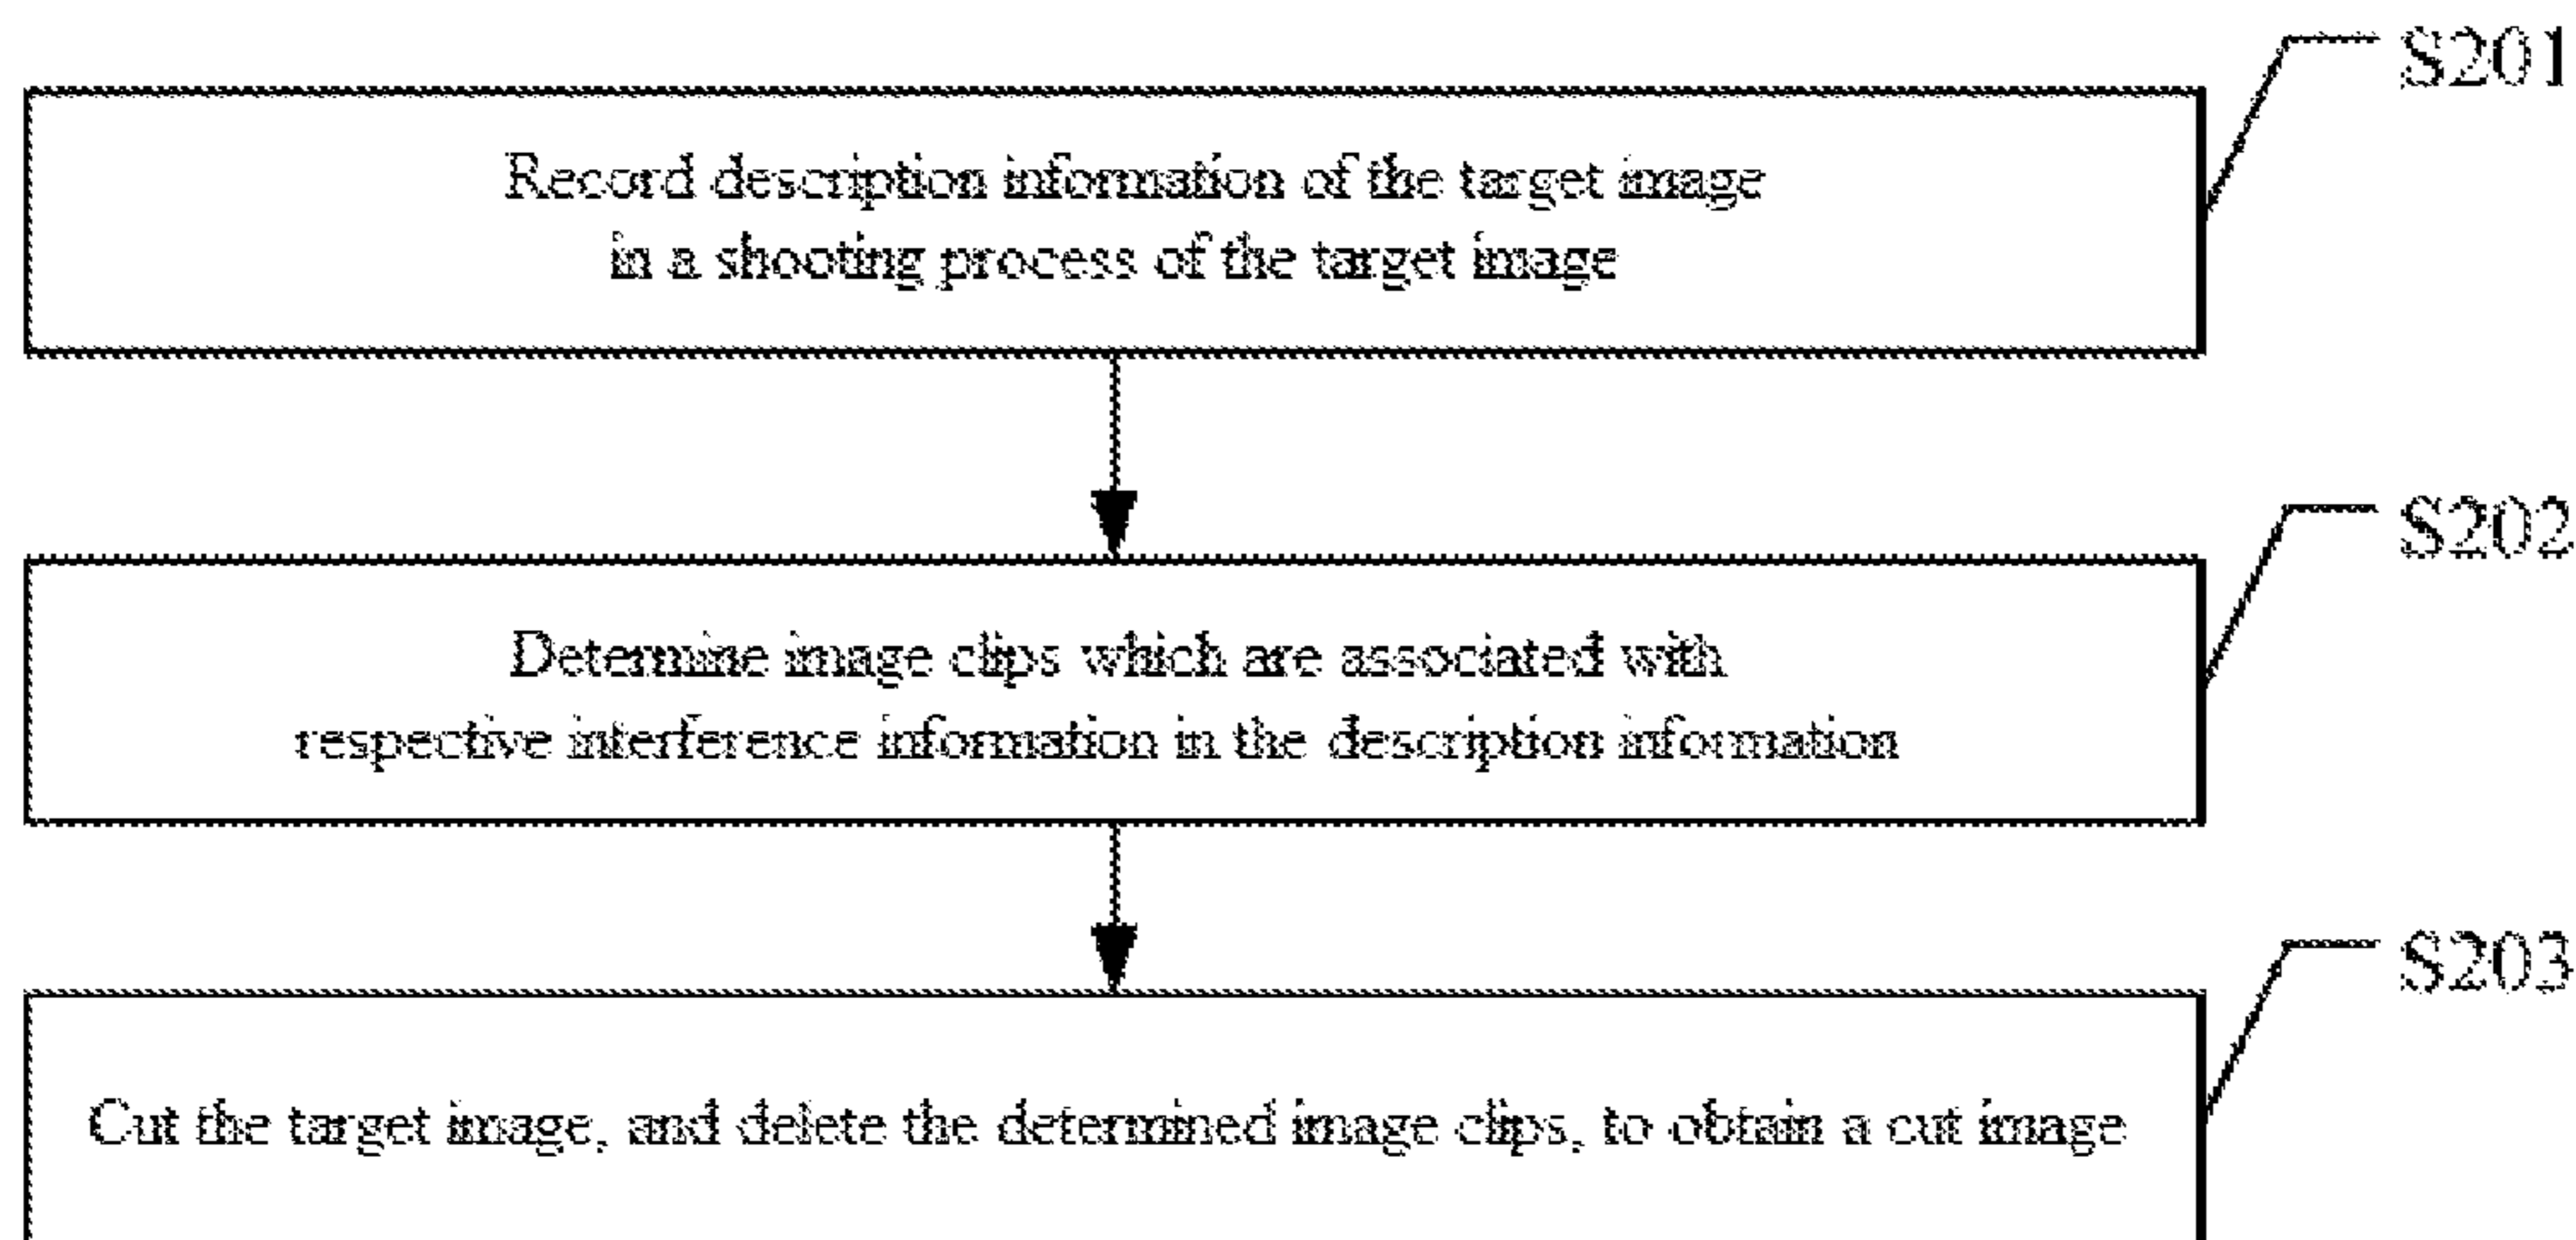 S201
Record description information of the target image
in a shooting process of the target image
S202
Determine image clips which are associated with
respective interference information in the description information
S203
Cut the target image, and delete the determined image clips, to obtain a cut image